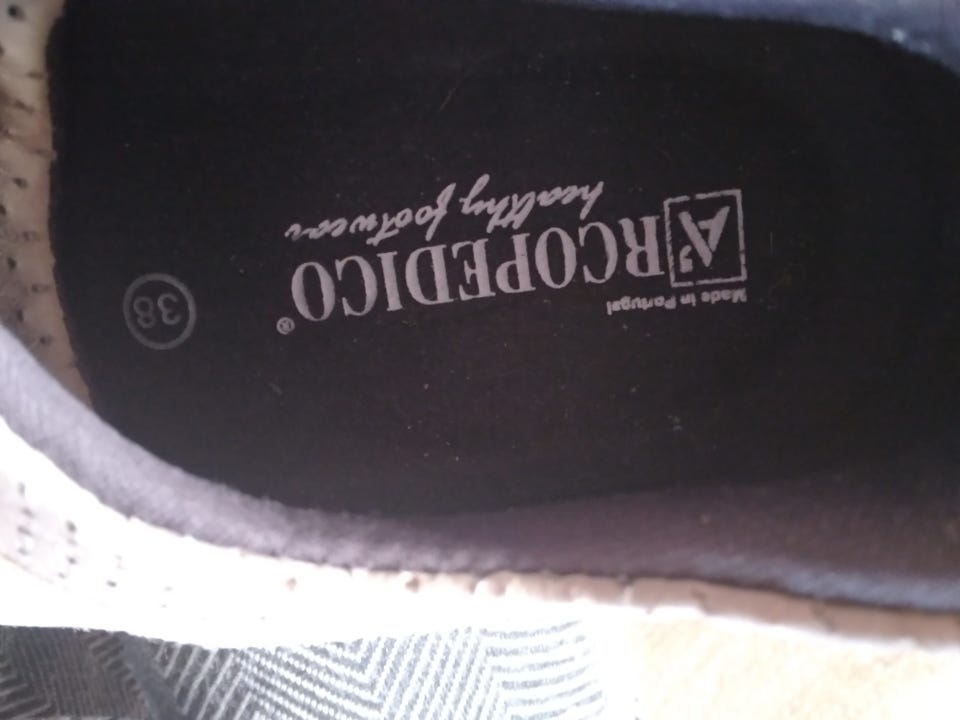 Made in Portugal
ARCOPEDICO®
healthy footwear
38